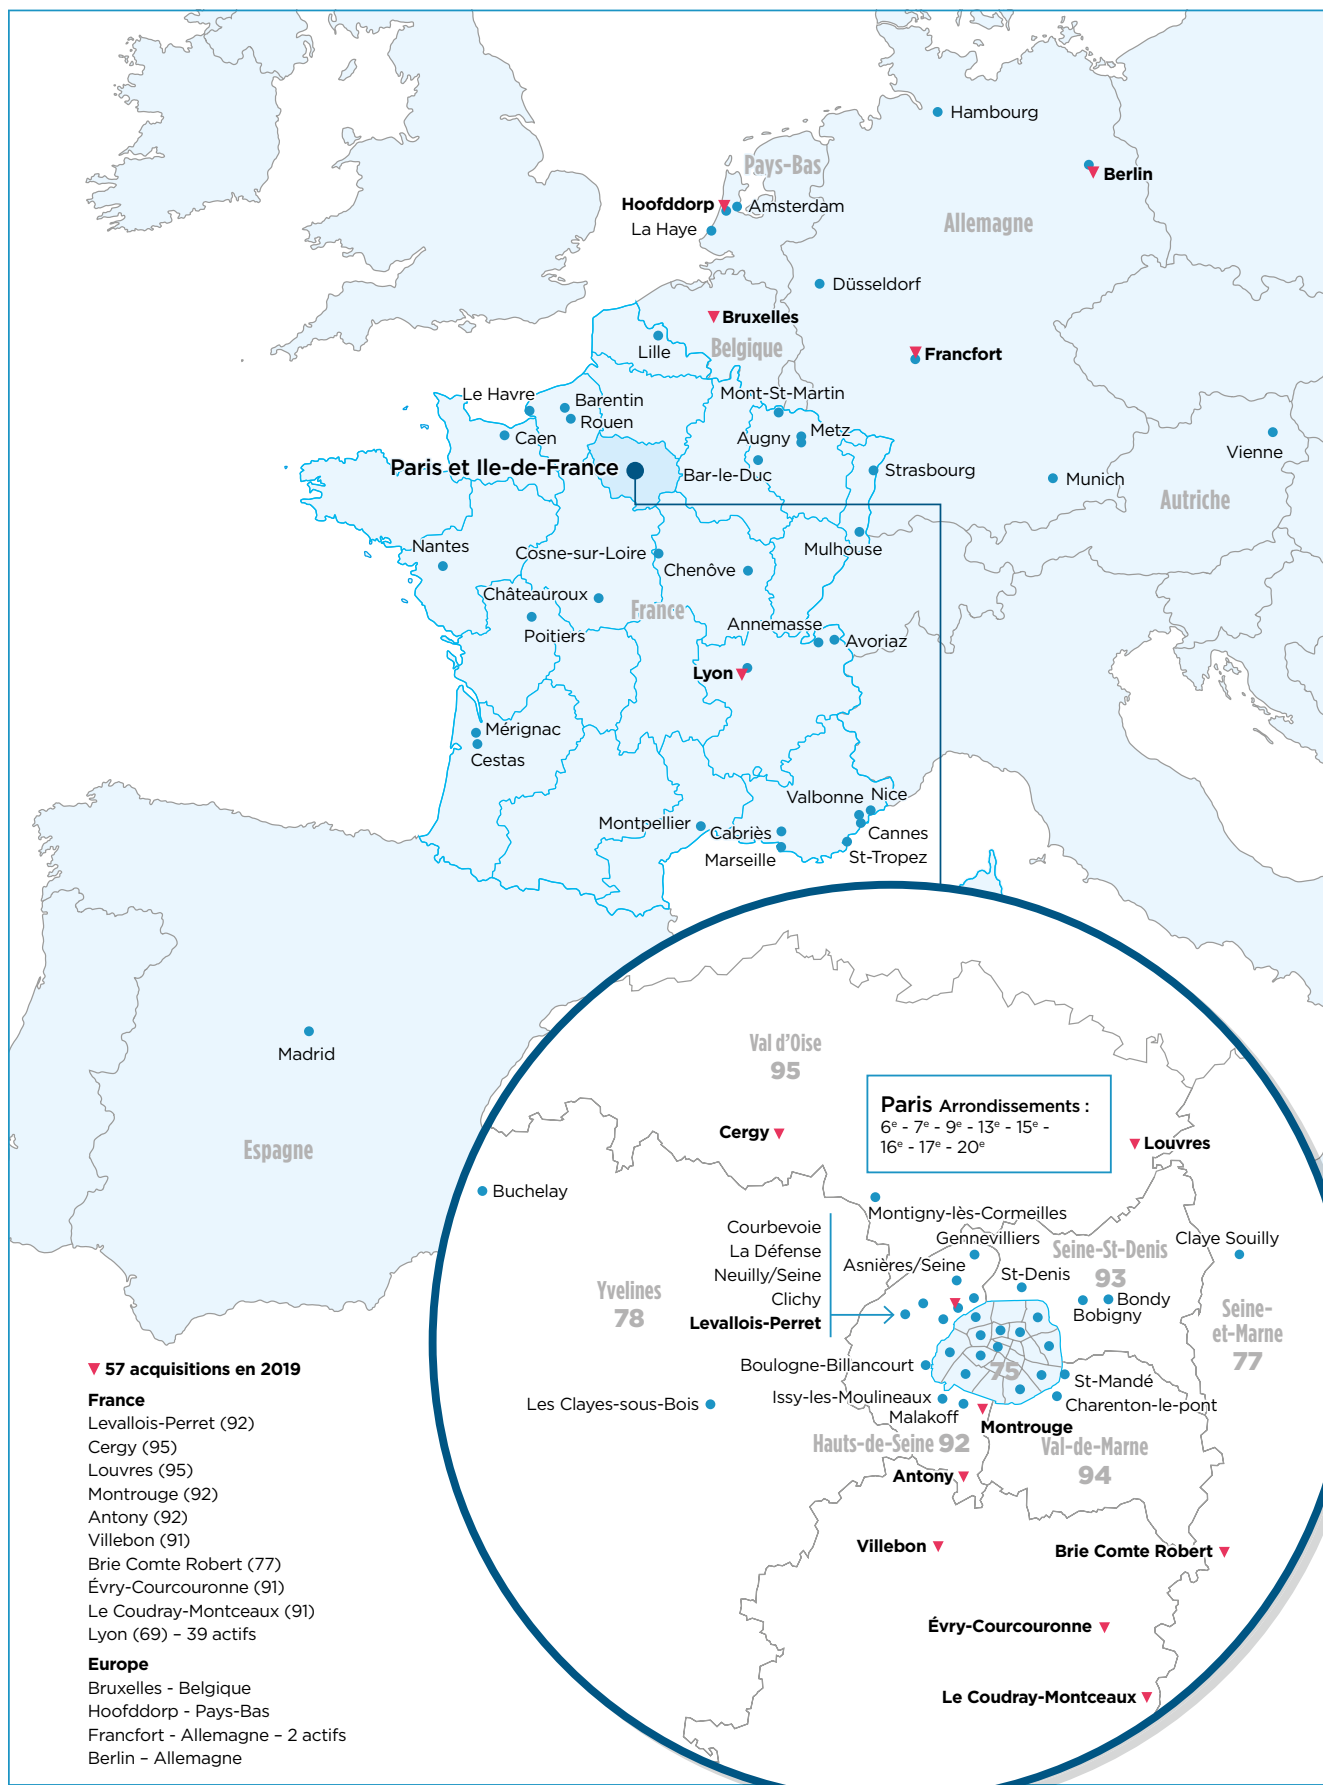 Hambourg
Pays-Bas
Berlin
Hoofddorp
Amsterdam
La Haye
Allemagne
Düsseldorf
Bruxelles
Lille
Belgique
Francfort
Le Havre
Barentin
Rouen
Caen
Mont-St-Martin
Augny
Metz
Paris et Ile-de-France
Bar-le-Duc
Strasbourg
Munich
Vienne
Autriche
Nantes
Cosne-sur-Loire
Chenôve
Mulhouse
Châteauroux
France
Poitiers
Annemasse
Avoriaz
Lyon
Mérignac
Cestas
Valbonne
Nice
Montpellier
Cabriès
Cannes
Marseille
St-Tropez
Madrid
Espagne
Val d'Oise
95
Paris Arrondissements :
6e - 7e - 9e - 13e - 15e -
16e - 17e - 20e
Cergy
Louvres
Buchelay
Montigny-lès-Cormeilles
Courbevoie
La Défense
Neuilly/Seine
Clichy
Levallois-Perret
Gennevilliers
Asnières/Seine
Seine-St-Denis
93
Claye Souilly
St-Denis
Bondy
Bobigny
Yvelines
78
Seine-
et-Marne
77
Boulogne-Billancourt
75
St-Mandé
Issy-les-Moulineaux
Charenton-le-pont
Les Clayes-sous-Bois
Malakoff
Montrouge
Hauts-de-Seine 92
Val-de-Marne
94
Antony
Villebon
Brie Comte Robert
Évry-Courcouronne
Le Coudray-Montceaux
57 acquisitions en 2019
France
Levallois-Perret (92)
Cergy (95)
Louvres (95)
Montrouge (92)
Antony (92)
Villebon (91)
Brie Comte Robert (77)
Évry-Courcouronne (91)
Le Coudray-Montceaux (91)
Lyon (69) – 39 actifs
Europe
Bruxelles - Belgique
Hoofddorp - Pays-Bas
Francfort - Allemagne – 2 actifs
Berlin – Allemagne